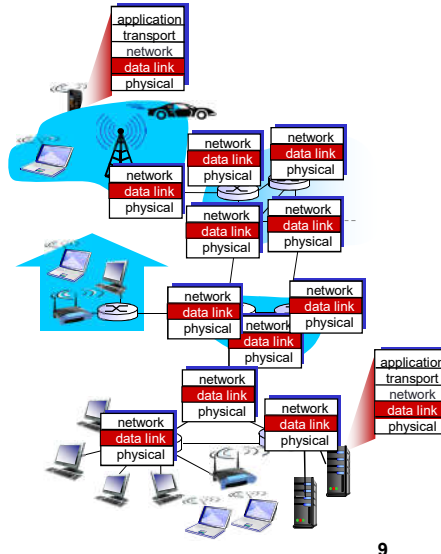 application
transport
network
data link
physical
network
data link
physical
network
data link
physical
network
data link
physical
network
data link
physical
network
data link
physical
network
data link
physical
network
data link
physical
network
data link
physical
network
data link
physical
network
data link
physical
network
data link
physical
application
transport
network
data link
physical
9